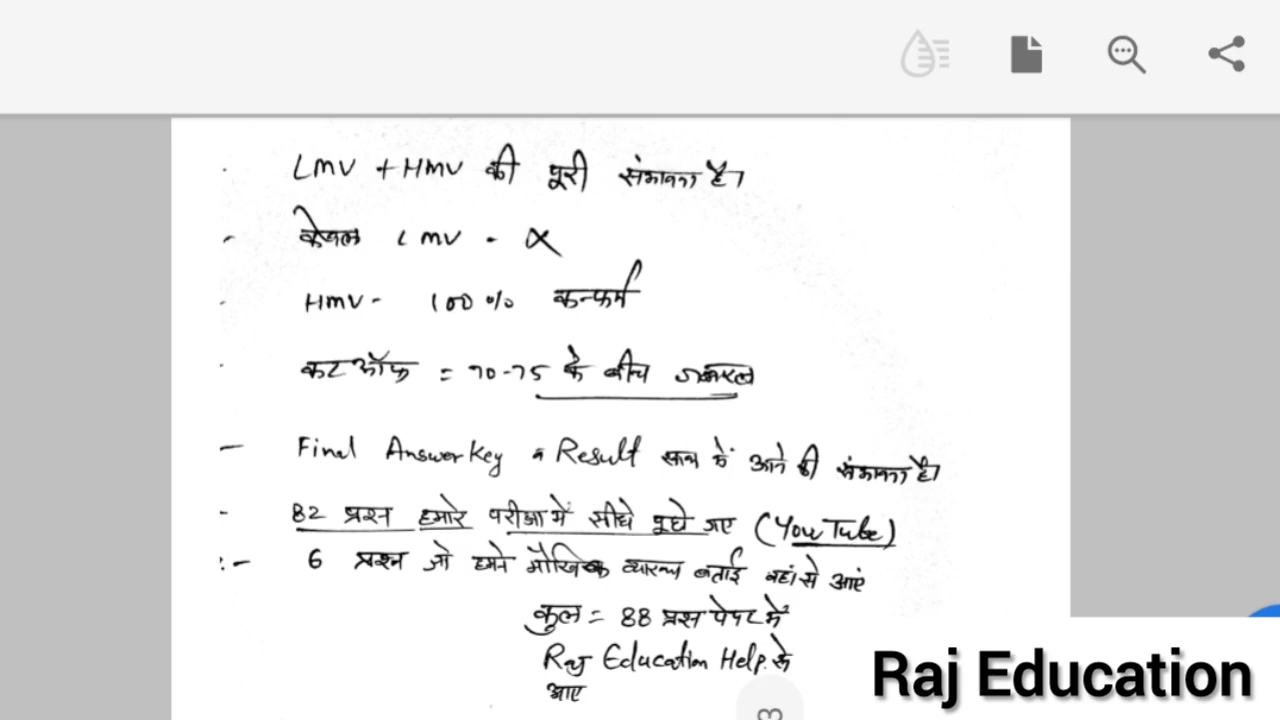 LMV + HMV की पूरी संभावना है।
केवल LMV - X
HMV - 100% कन्फर्म
कट ऑफ = 70-75 के बीच जनरल
Final Answer Key Result साथ में आने की संभावना है।
82 प्रश्न हमारे परीक्षा में सीधे पूछे गए (YouTube)
6 प्रश्न जो हमने मौखिक बताई वहां से आएं
कुल = 88 प्रश्न पेपर में
Raj Education Help से
आए
Raj Education